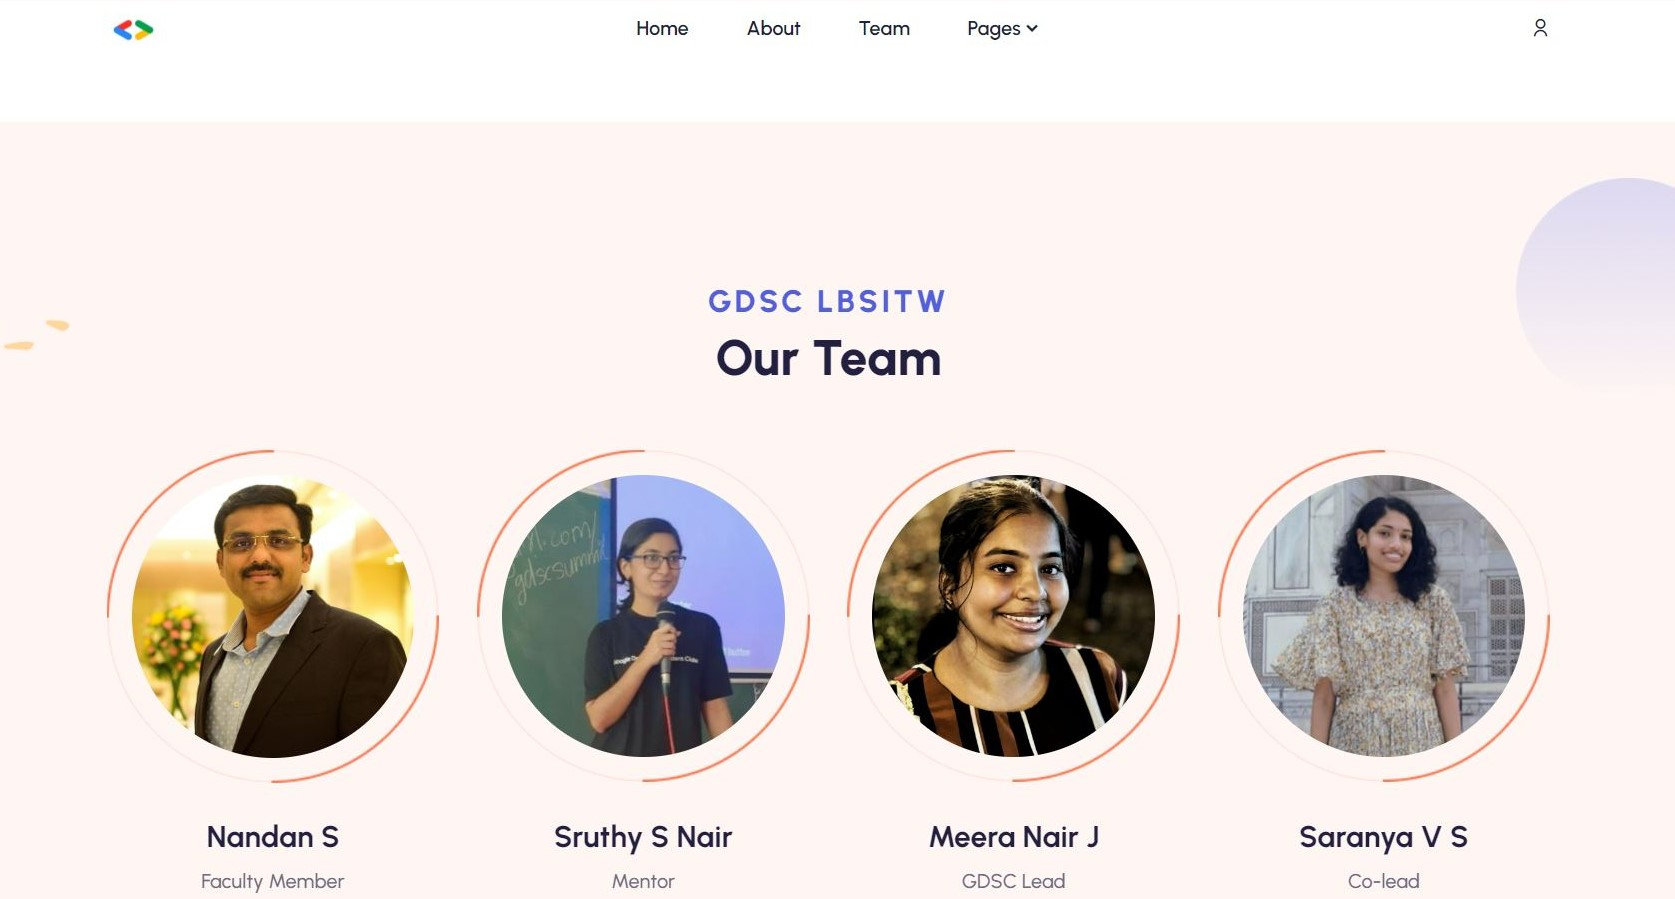 Home About Team Pages
GDSC LBSITW
Our Team
gdscsummit
Nandan S Sruthy S Nair Meera Nair J Saranya V S
Faculty Member Mentor GDSC Lead Co-lead